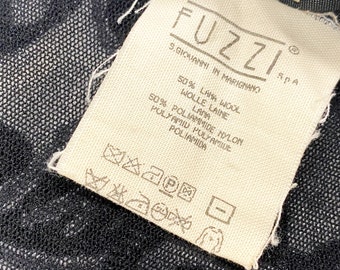 FUZZI® S.p.A
S.GIOVANNI IN MARIGNANO
50% LANA WOOL
WOLLE LAINE
LANA
50% POLIAMMIDE NYLON
POLYAMID POLYAMIDE
POLIAMIDA
P